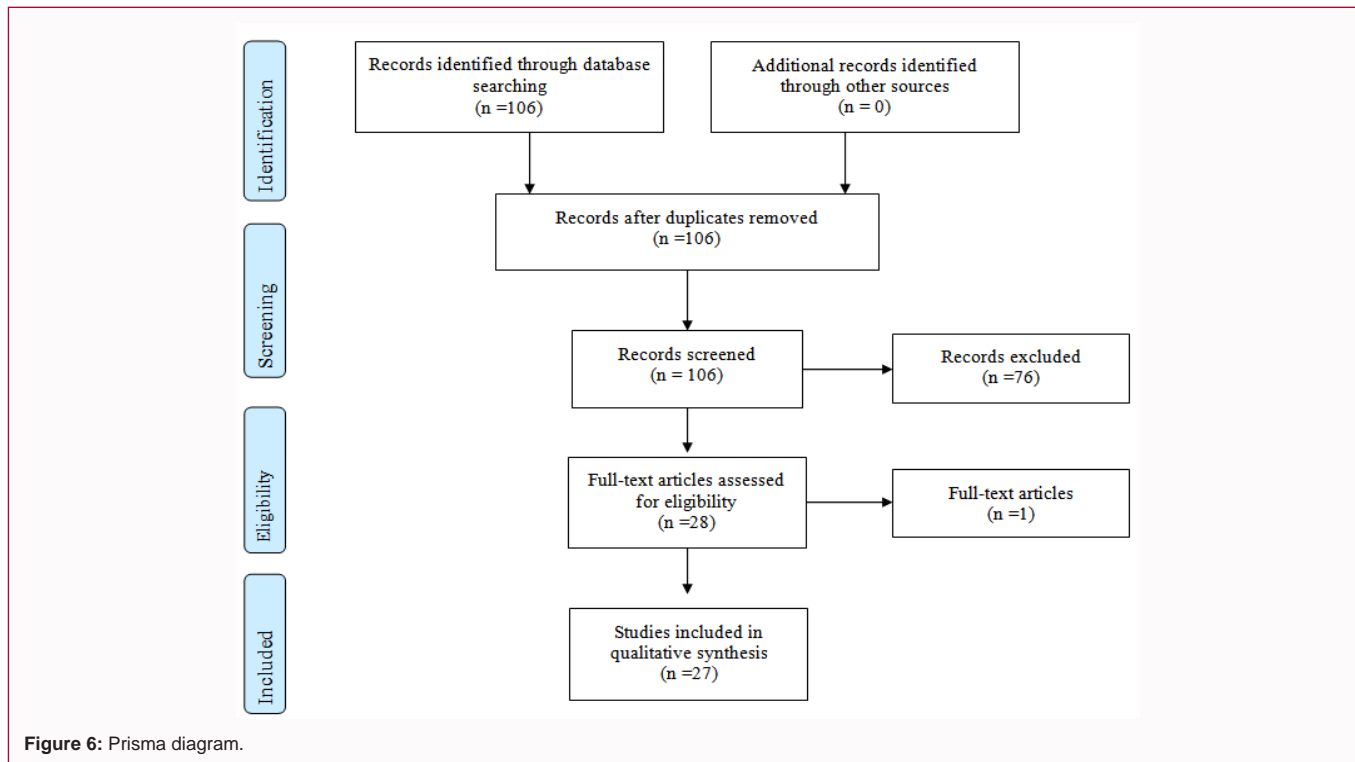 Identification
Records identified through database
searching
(n =106)
Additional records identified
through other sources
(n = 0)
Records after duplicates removed
(n =106)
Screening
Records screened
(n = 106)
Records excluded
(n =76)
Eligibility
Full-text articles assessed
for eligibility
(n =28)
Full-text articles
(n =1)
Included
Studies included in
qualitative synthesis
(n =27)
Figure 6: Prisma diagram.